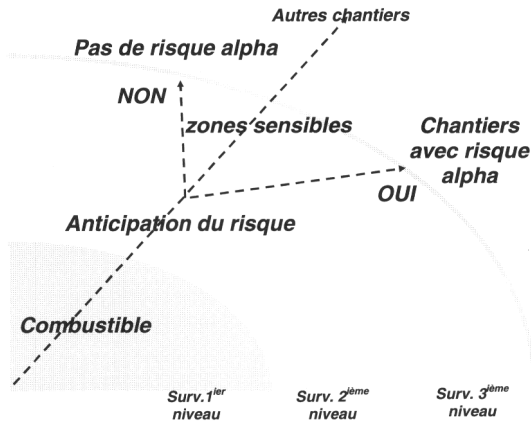 Autres chantiers
Pas de risque alpha
NON
zones sensibles
Chantiers
avec risque
alpha
OUI
Anticipation du risque
Combustible
Surv.1ier
niveau
Surv. 2ième
niveau
Surv. 3ième
niveau